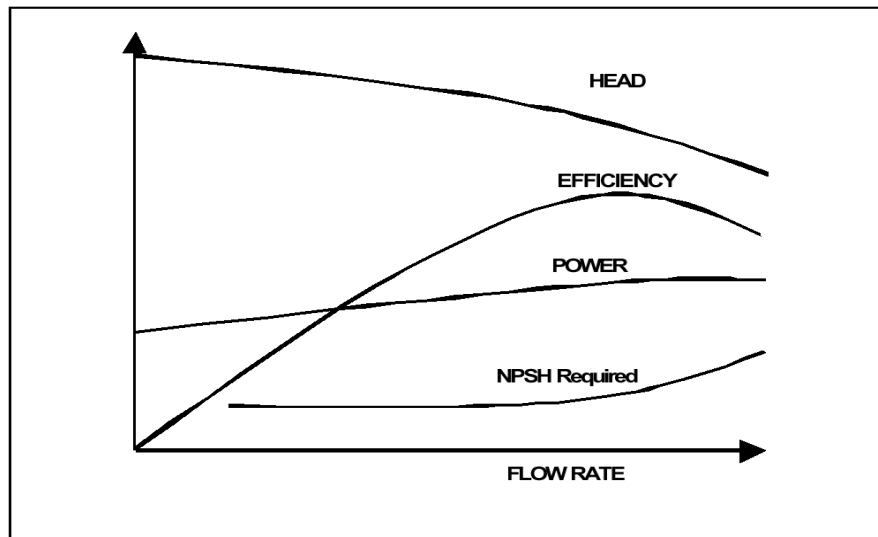 HEAD
EFFICIENCY
POWER
NPSH Required
FLOW RATE